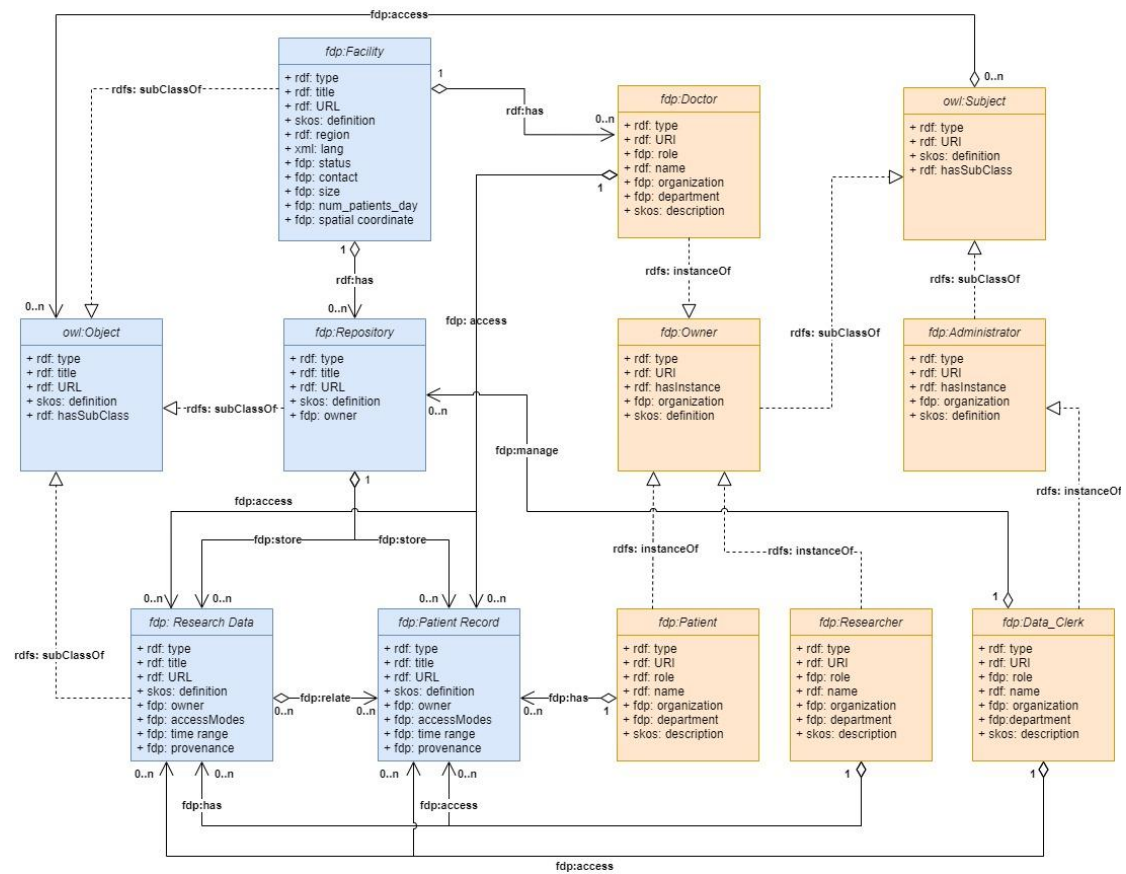 fdp:access
fdp:Facility
+ rdf: type
+ rdf: title
+ rdf: URL
+ skos: definition
+ rdf: region
+ xml: lang
+ fdp: status
+ fdp: contact
+ fdp: size
+ fdp: num_patients_day
+ fdp: spatial coordinate
1
rdf:has
0..n
fdp:Doctor
+ rdf: type
+ rdf: URI
+ fdp: role
+ rdf: name
+ fdp: organization
+ fdp: department
+ skos: description
1
0..n
owl:Subject
+ rdf: type
+ rdf: URI
+ skos: definition
+ rdf: hasSubClass
rdfs: subClassOf
1
rdf:has
0..n
rdfs: instanceOf
rdfs: subClassOf
0..n
owl:Object
+ rdf: type
+ rdf: title
+ rdf: URL
+ skos: definition
+ rdf: hasSubClass
rdfs: subClassOf
fdp:Repository
+ rdf: type
+ rdf: title
+ rdf: URL
+ skos: definition
+ fdp: owner
1
0..n
fdp: access
fdp:manage
fdp:Owner
+ rdf: type
+ rdf: URI
+ rdf: hasInstance
+ fdp: organization
+ skos: definition
rdfs: subClassOf
fdp:Administrator
+ rdf: type
+ rdf: URI
+ rdf: hasInstance
+ fdp: organization
+ skos: definition
rdfs: instanceOf
fdp:access
fdp:store
fdp:store
rdfs: instanceOf
rdfs: instanceOf
0..n
0..n
0..n
0..n
1
rdfs: subClassOf
fdp: Research Data
+ rdf: type
+ rdf: title
+ rdf: URL
+ skos: definition
+ fdp: owner
+ fdp: accessModes
+ fdp: time range
+ fdp: provenance
fdp:relate
0..n
0..n
fdp:Patient Record
+ rdf: type
+ rdf: title
+ rdf: URL
+ skos: definition
+ fdp: owner
+ fdp: accessModes
+ fdp: time range
+ fdp: provenance
fdp:has
0..n
1
fdp:Patient
+ rdf: type
+ rdf: URI
+ rdf: role
+ rdf: name
+ fdp: organization
+ fdp: department
+ skos: description
fdp:Researcher
+ rdf: type
+ rdf: URI
+ fdp: role
+ rdf: name
+ fdp: organization
+ fdp: department
+ skos: description
fdp:Data_Clerk
+ rdf: type
+ rdf: URI
+ fdp: role
+ rdf: name
+ fdp: organization
+ fdp:department
+ skos: description
0..n
0..n
0..n
0..n
1
1
fdp:has
fdp:access
fdp:access